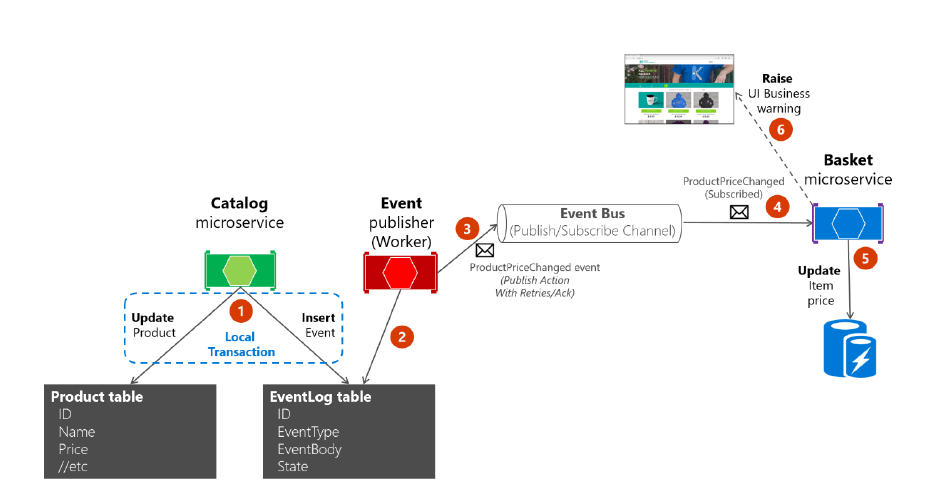 Raise
UI Business
warning
6
Basket
microservice
ProductPriceChanged
(Subscribed)
4
Catalog
microservice
Event
publisher
(Worker)
3
Event Bus
(Publish/Subscribe Channel)
ProductPriceChanged event
(Publish Action
With Retries/Ack)
5
Update
Item
price
1
Update
Product
Insert
Event
Local
Transaction
2
Product table
ID
Name
Price
//etc
EventLog table
ID
EventType
EventBody
State